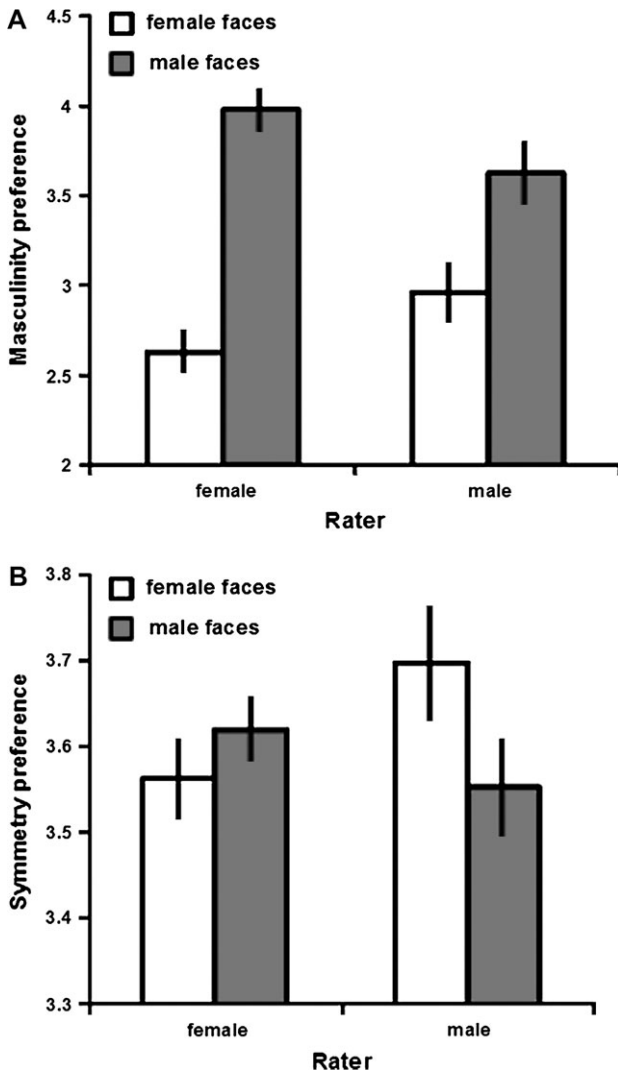 A
4.5
female faces
male faces
4
3.5
3
2.5
2
Masculinity preference
female
male
Rater
B
3.8
female faces
male faces
3.7
3.6
3.5
3.4
3.3
Symmetry preference
female
male
Rater